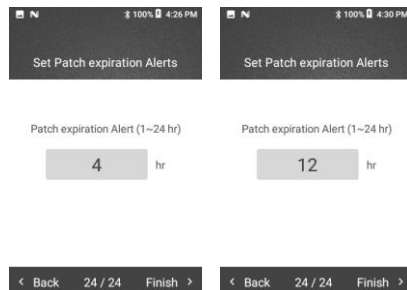 100% 4:26 PM
Set Patch expiration Alerts
Patch expiration Alert (1~24 hr)
4 hr
< Back 24 / 24 Finish >
100% 4:30 PM
Set Patch expiration Alerts
Patch expiration Alert (1~24 hr)
12 hr
< Back 24 / 24 Finish >